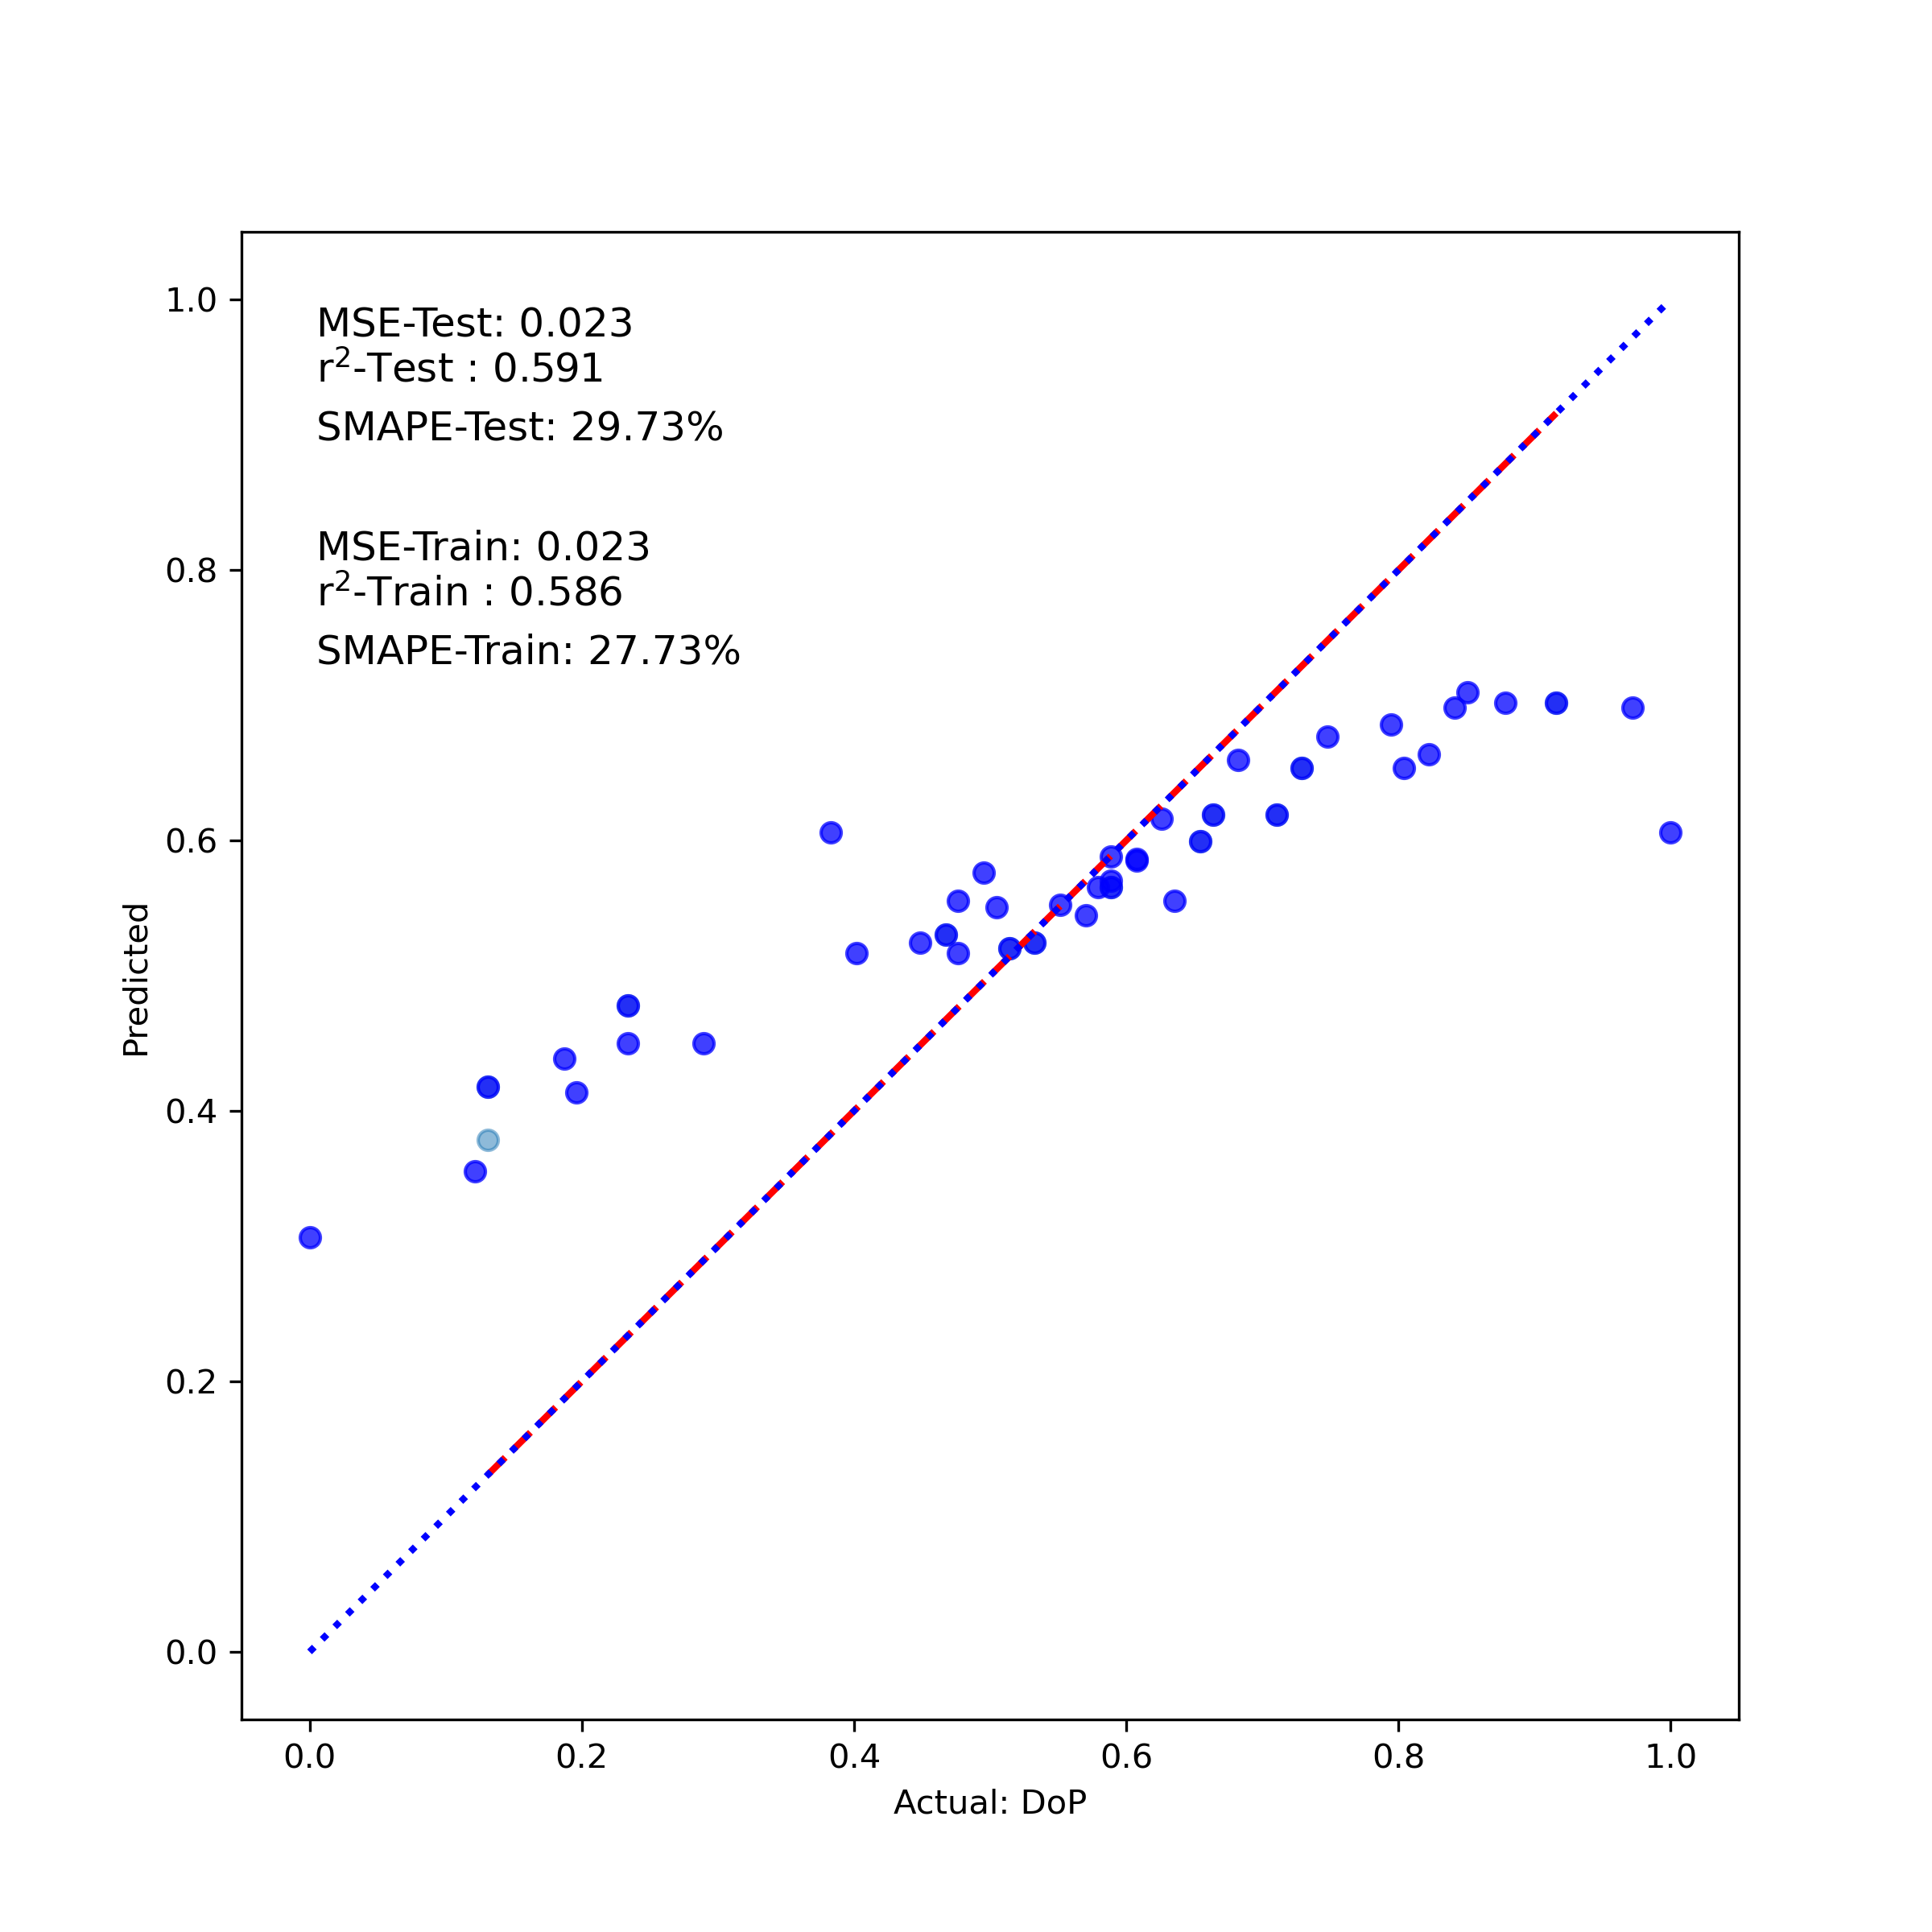 MSE-Test: 0.023
r²-Test : 0.591
SMAPE-Test: 29.73%
MSE-Train: 0.023
r²-Train : 0.586
SMAPE-Train: 27.73%
1.0
0.8
0.6
0.4
0.2
0.0
Predicted
0.0 0.2 0.4 0.6 0.8 1.0
Actual: DoP